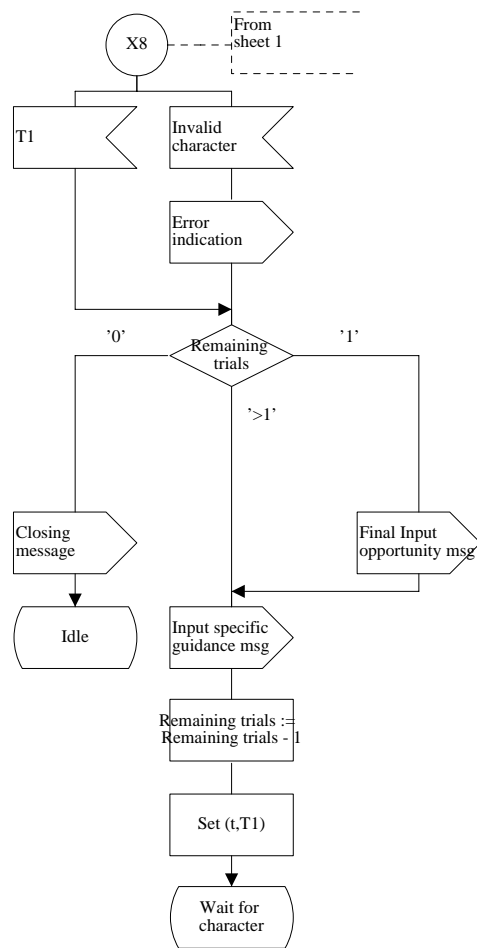 X8
From
sheet 1
T1
Invalid
character
Error
indication
Remaining
trials
'0'
'1'
'>1'
Closing
message
Final Input
opportunity msg
Idle
Input specific
guidance msg
Remaining trials :=
Remaining trials - 1
Set (t,T1)
Wait for
character